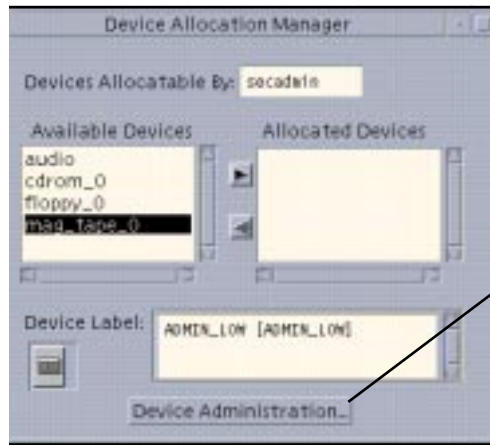 Device Allocation Manager
Devices Allocatable By: secadmin
Available Devices
Allocated Devices
audio
cdrom_0
floppy_0
mag_tape_0
Device Label:
ADMIN_LOW [ADMIN_LOW]
Device Administration...